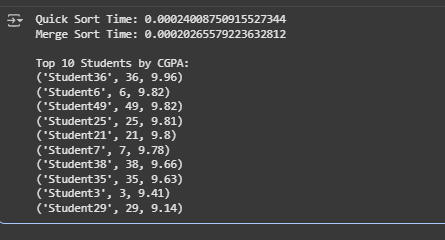 Quick Sort Time: 0.00024008750915527344
Merge Sort Time: 0.00020265579223632812
Top 10 Students by CGPA:
('Student36', 36, 9.96)
('Student6', 6, 9.82)
('Student49', 49, 9.82)
('Student25', 25, 9.81)
('Student21', 21, 9.8)
('Student7', 7, 9.78)
('Student38', 38, 9.66)
('Student35', 35, 9.63)
('Student3', 3, 9.41)
('Student29', 29, 9.14)